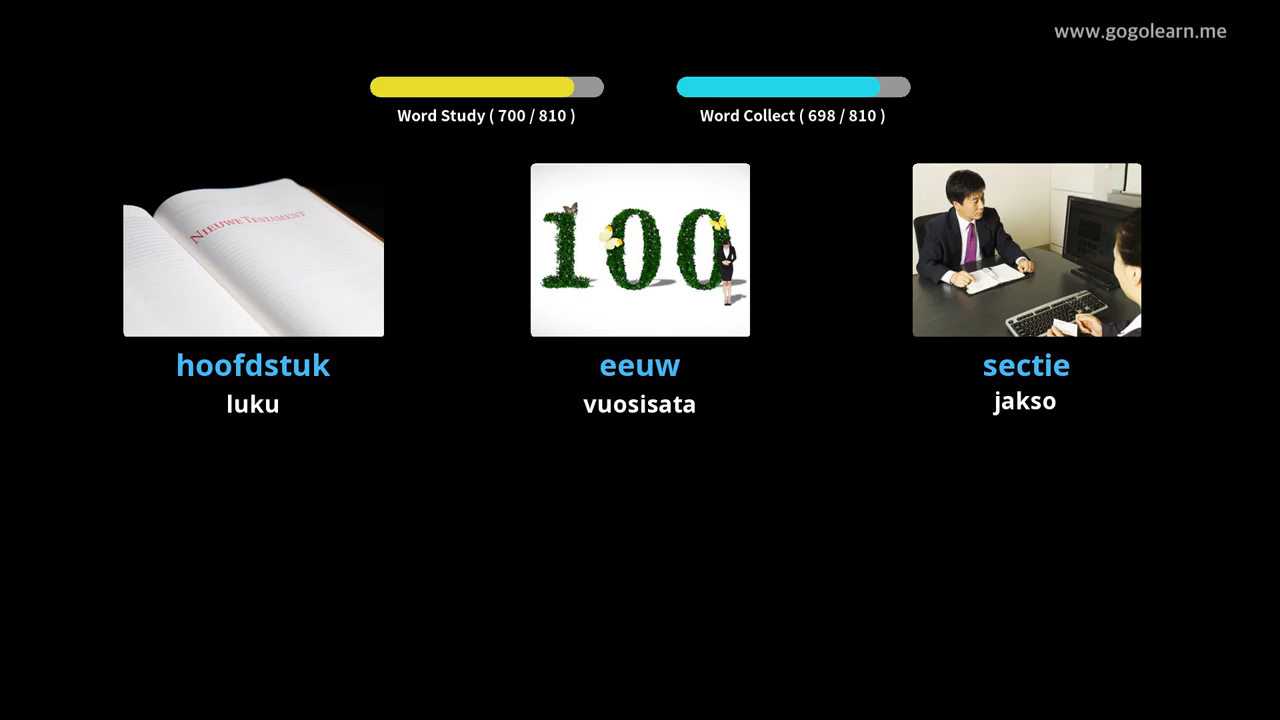 www.gogolearn.me
Word Study ( 700 / 810 )
Word Collect ( 698 / 810 )
NIEUWE TESTAMENT
hoofdstuk
luku
eeuw
vuosisata
sectie
jakso
100